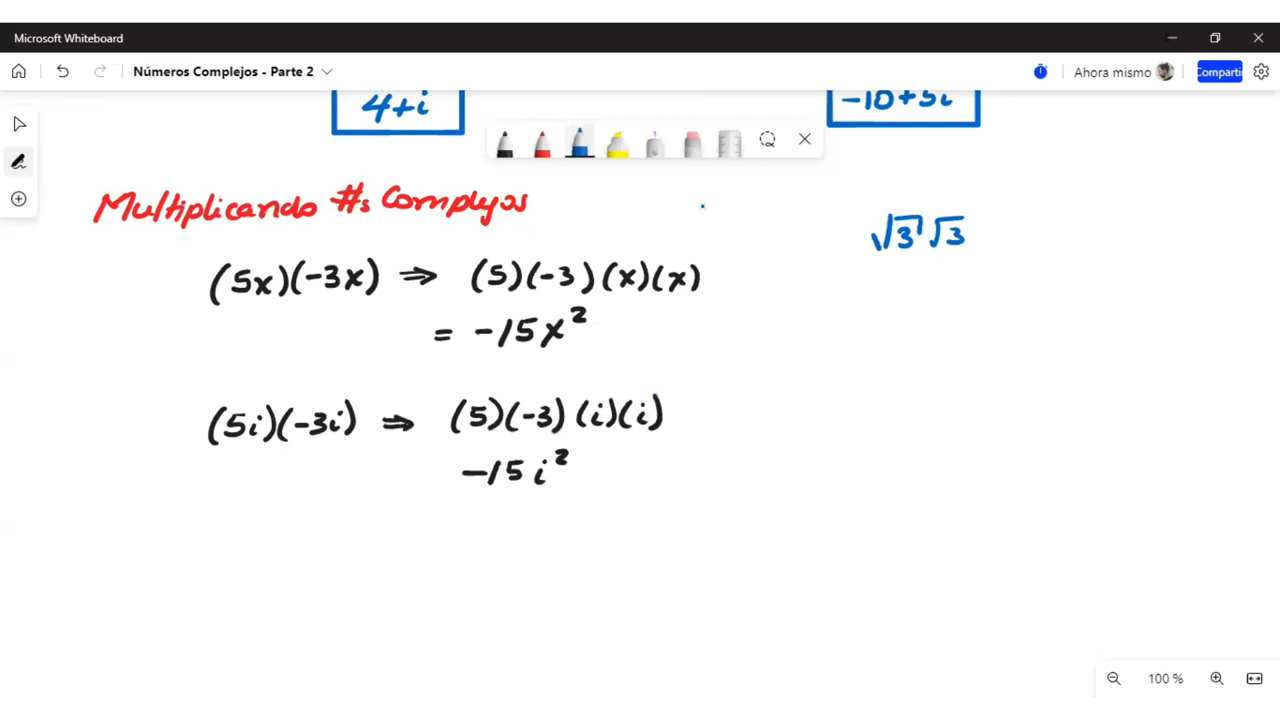 Microsoft Whiteboard
Números Complejos - Parte 2
Ahora mismo
Compartir
4+i
-10+5i
Multiplicando #s Complejos
√3 √3
(5x)(-3x) ⇒ (5)(-3)(x)(x)
= -15x²
(5i)(-3i) ⇒ (5)(-3)(i)(i)
-15i²
100 %